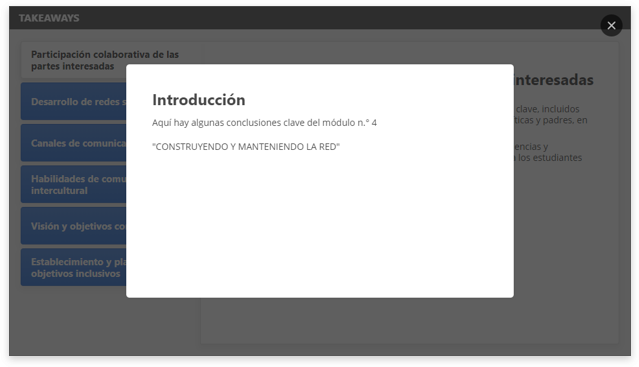 TAKEAWAYS
Participación colaborativa de las
partes interesadas
Desarrollo de redes s
Canales de comunica
Habilidades de comu
intercultural
Visión y objetivos co
Establecimiento y pla
objetivos inclusivos
Introducción
Aquí hay algunas conclusiones clave del módulo n.° 4
"CONSTRUYENDO Y MANTENIENDO LA RED"
interesadas
clave, incluidos
ticas y padres, en
encias y
a los estudiantes